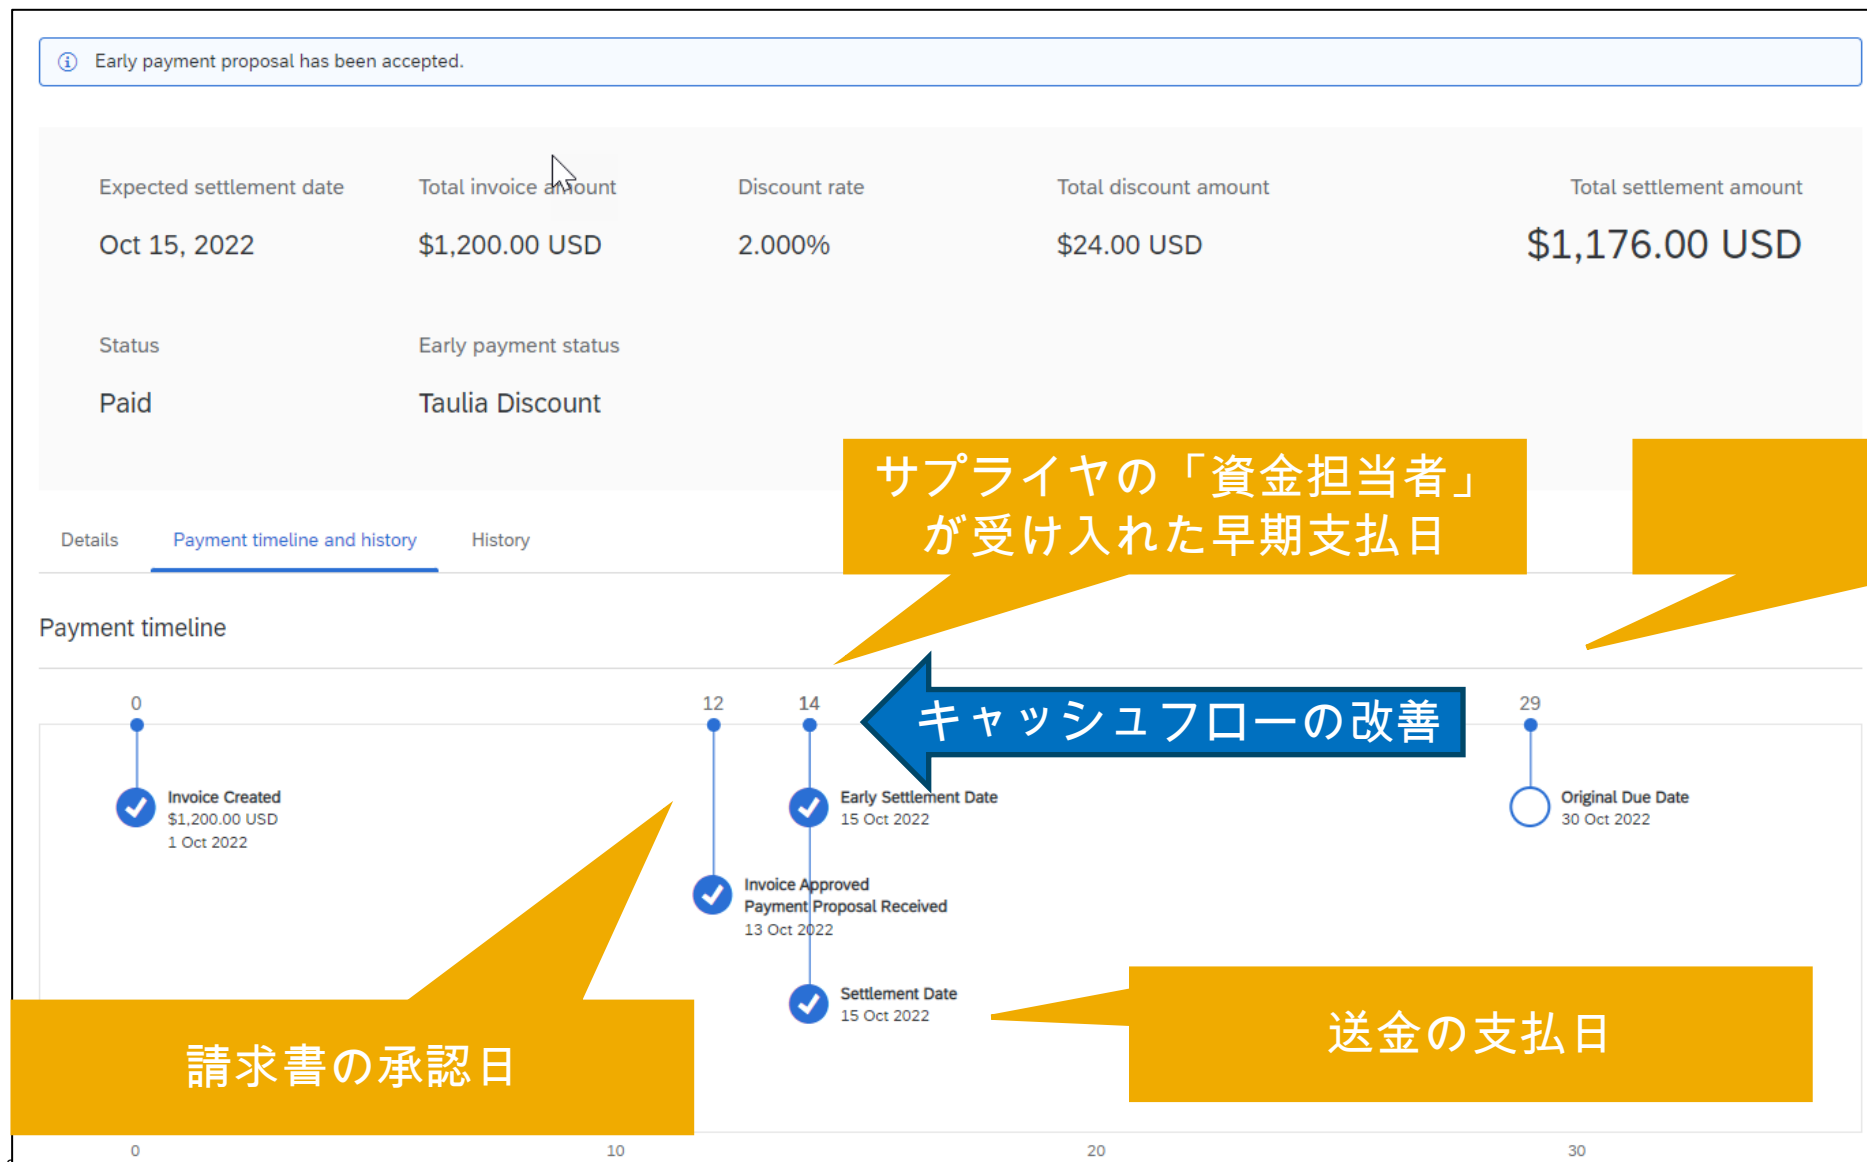 Early payment proposal has been accepted.
Expected settlement date
Total invoice amount
Discount rate
Total discount amount
Total settlement amount
Oct 15, 2022
$1,200.00 USD
2.000%
$24.00 USD
$1,176.00 USD
Status
Early payment status
Paid
Taulia Discount
サプライヤの「資金担当者」
が受け入れた早期支払日
Details
Payment timeline and history
History
Payment timeline
0
12
14
29
キャッシュフローの改善
Invoice Created
$1,200.00 USD
1 Oct 2022
Early Settlement Date
15 Oct 2022
Original Due Date
30 Oct 2022
Invoice Approved
Payment Proposal Received
13 Oct 2022
Settlement Date
15 Oct 2022
送金の支払日
請求書の承認日
0
10
20
30